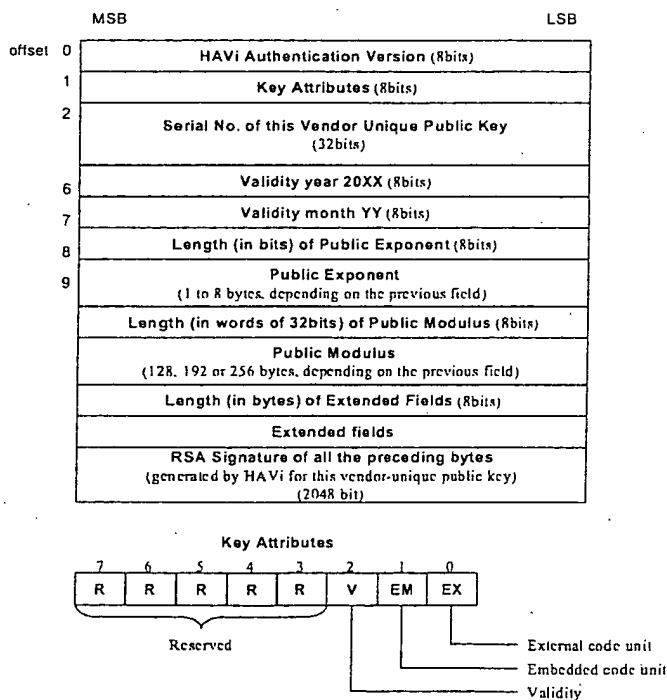 MSB LSB
offset 0 HAVi Authentication Version (8bits)
1 Key Attributes (8bits)
2 Serial No. of this Vendor Unique Public Key
(32bits)
6 Validity year 20XX (8bits)
7 Validity month YY (8bits)
8 Length (in bits) of Public Exponent (8bits)
9 Public Exponent
(1 to 8 bytes, depending on the previous field)
Length (in words of 32bits) of Public Modulus (8bits)
Public Modulus
(128, 192 or 256 bytes, depending on the previous field)
Length (in bytes) of Extended Fields (8bits)
Extended fields
RSA Signature of all the preceding bytes
(generated by HAVi for this vendor-unique public key)
(2048 bit)
Key Attributes
7 6 5 4 3 2 1 0
R R R R R V EM EX
Reserved
External code unit
Embedded code unit
Validity